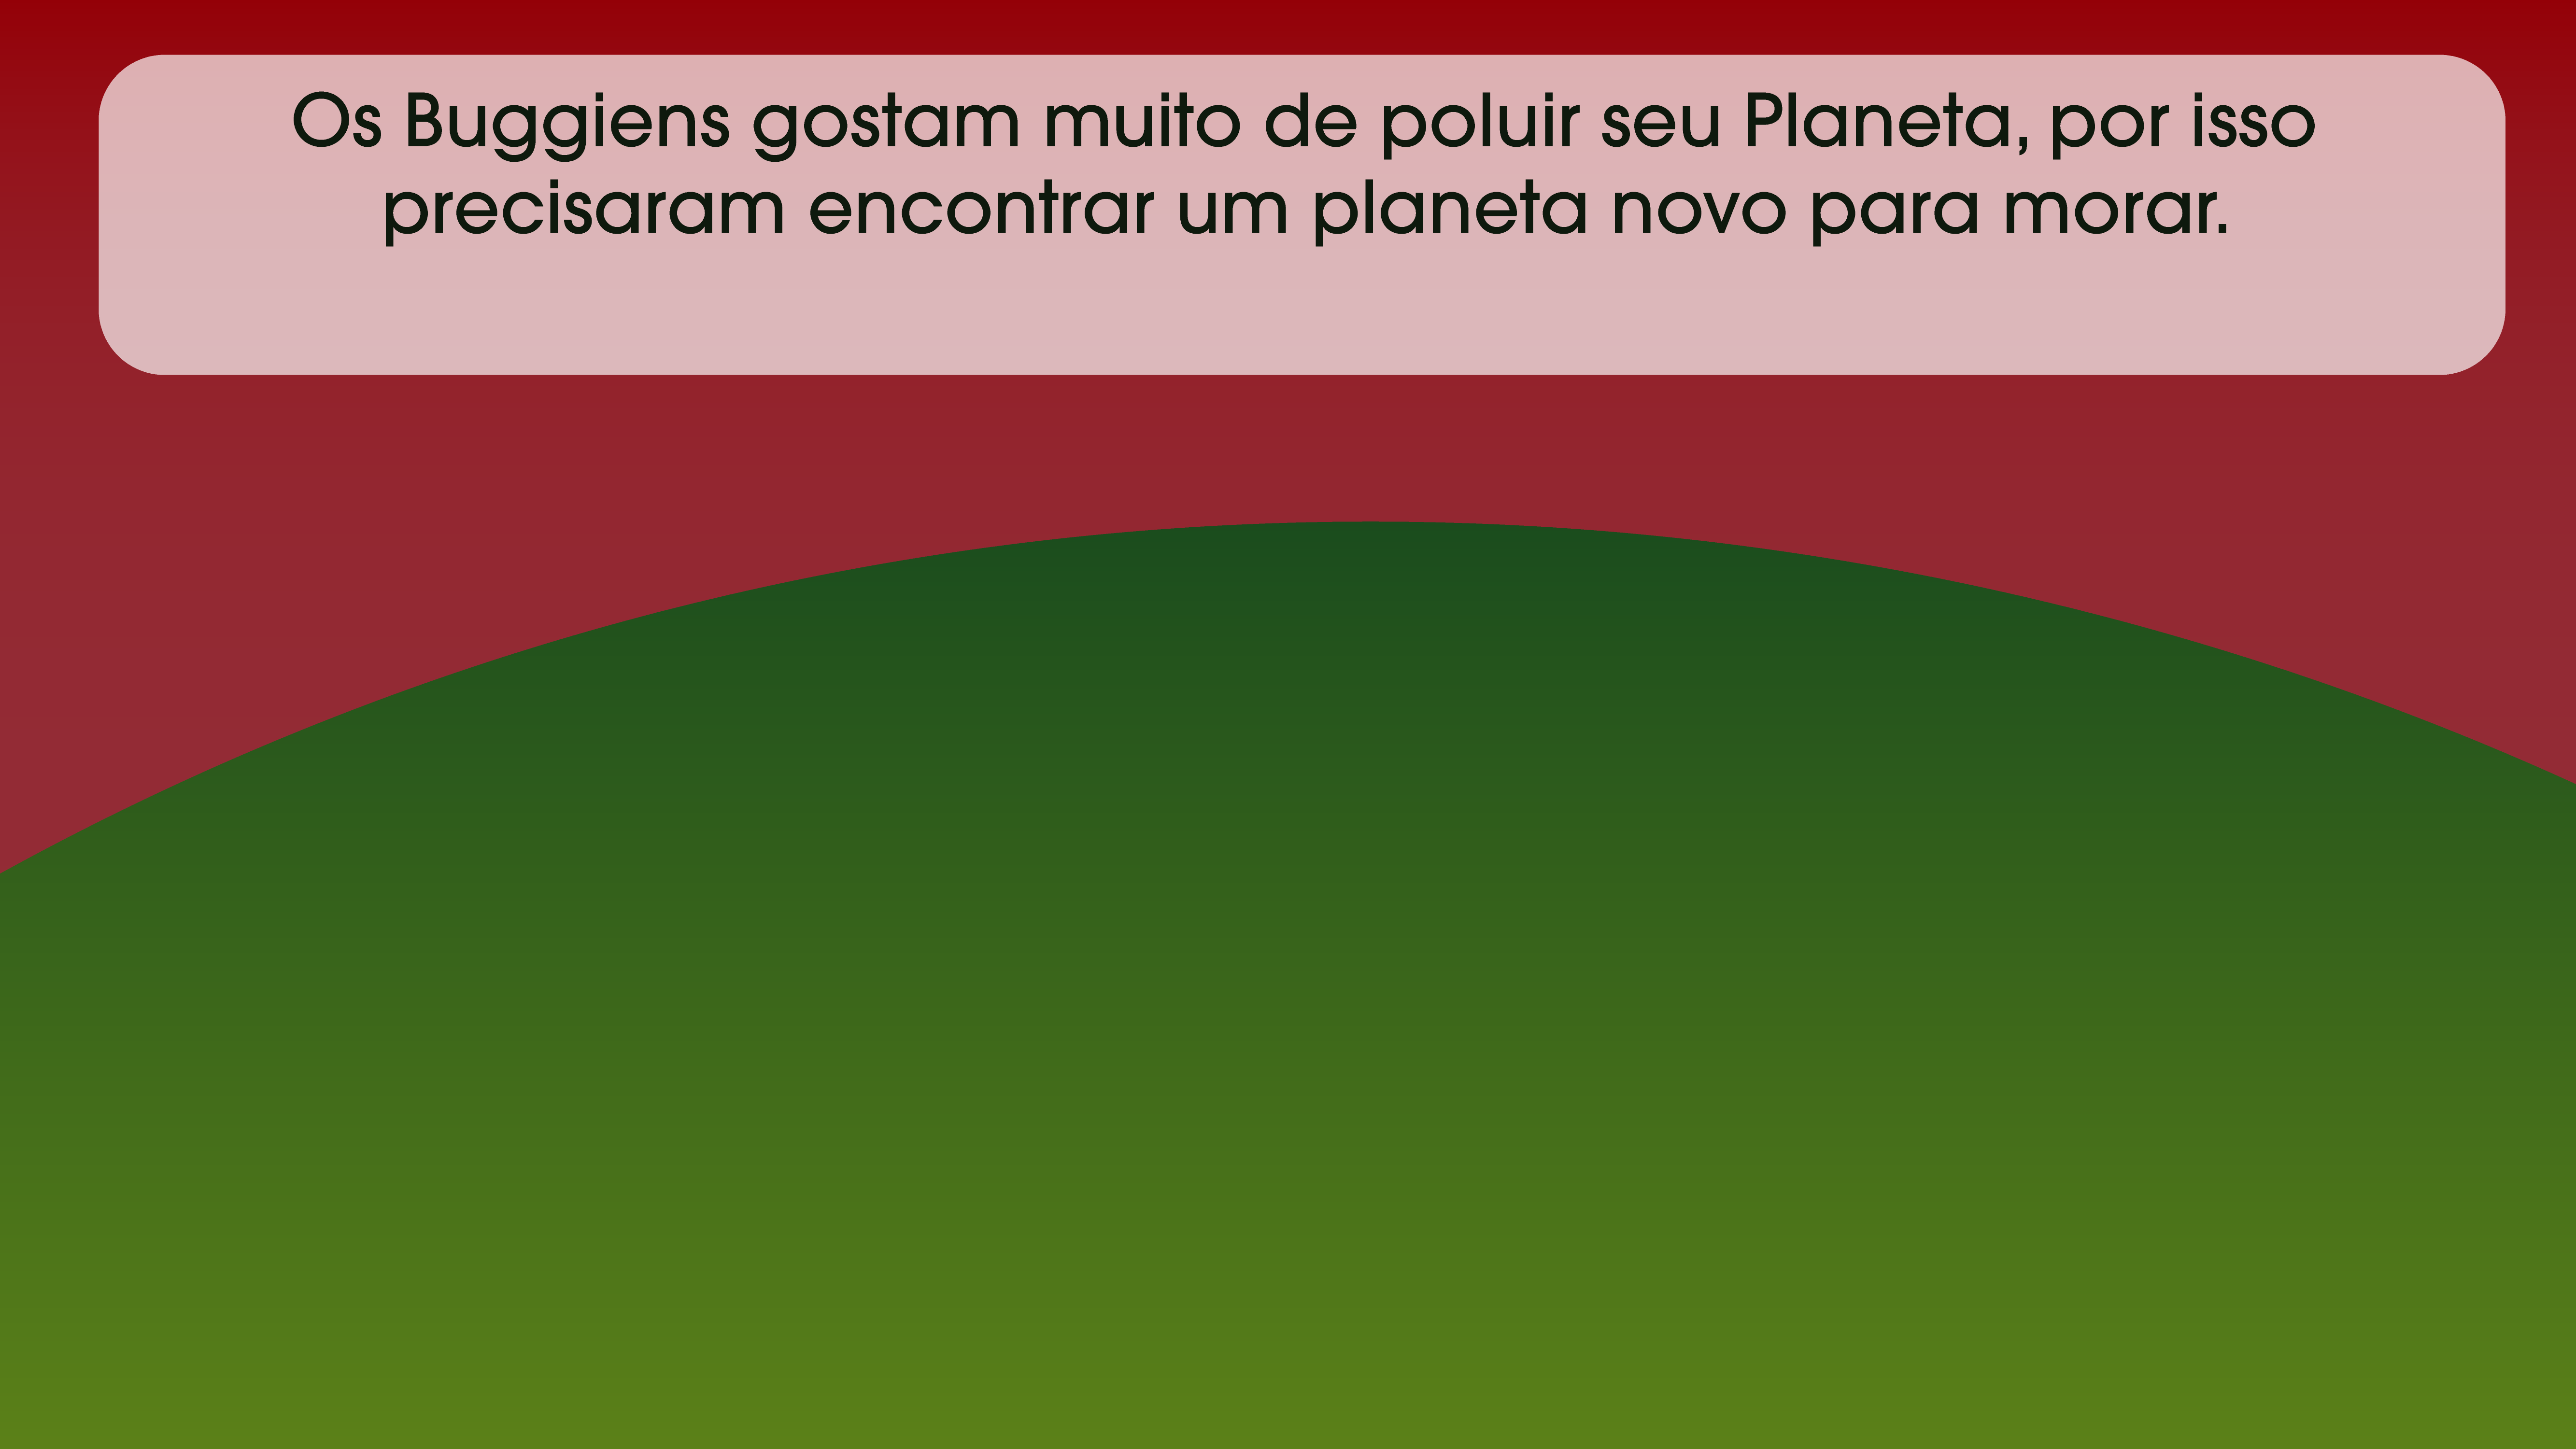 Os Buggiens gostam muito de poluir seu Planeta, por isso
precisaram encontrar um planeta novo para morar.